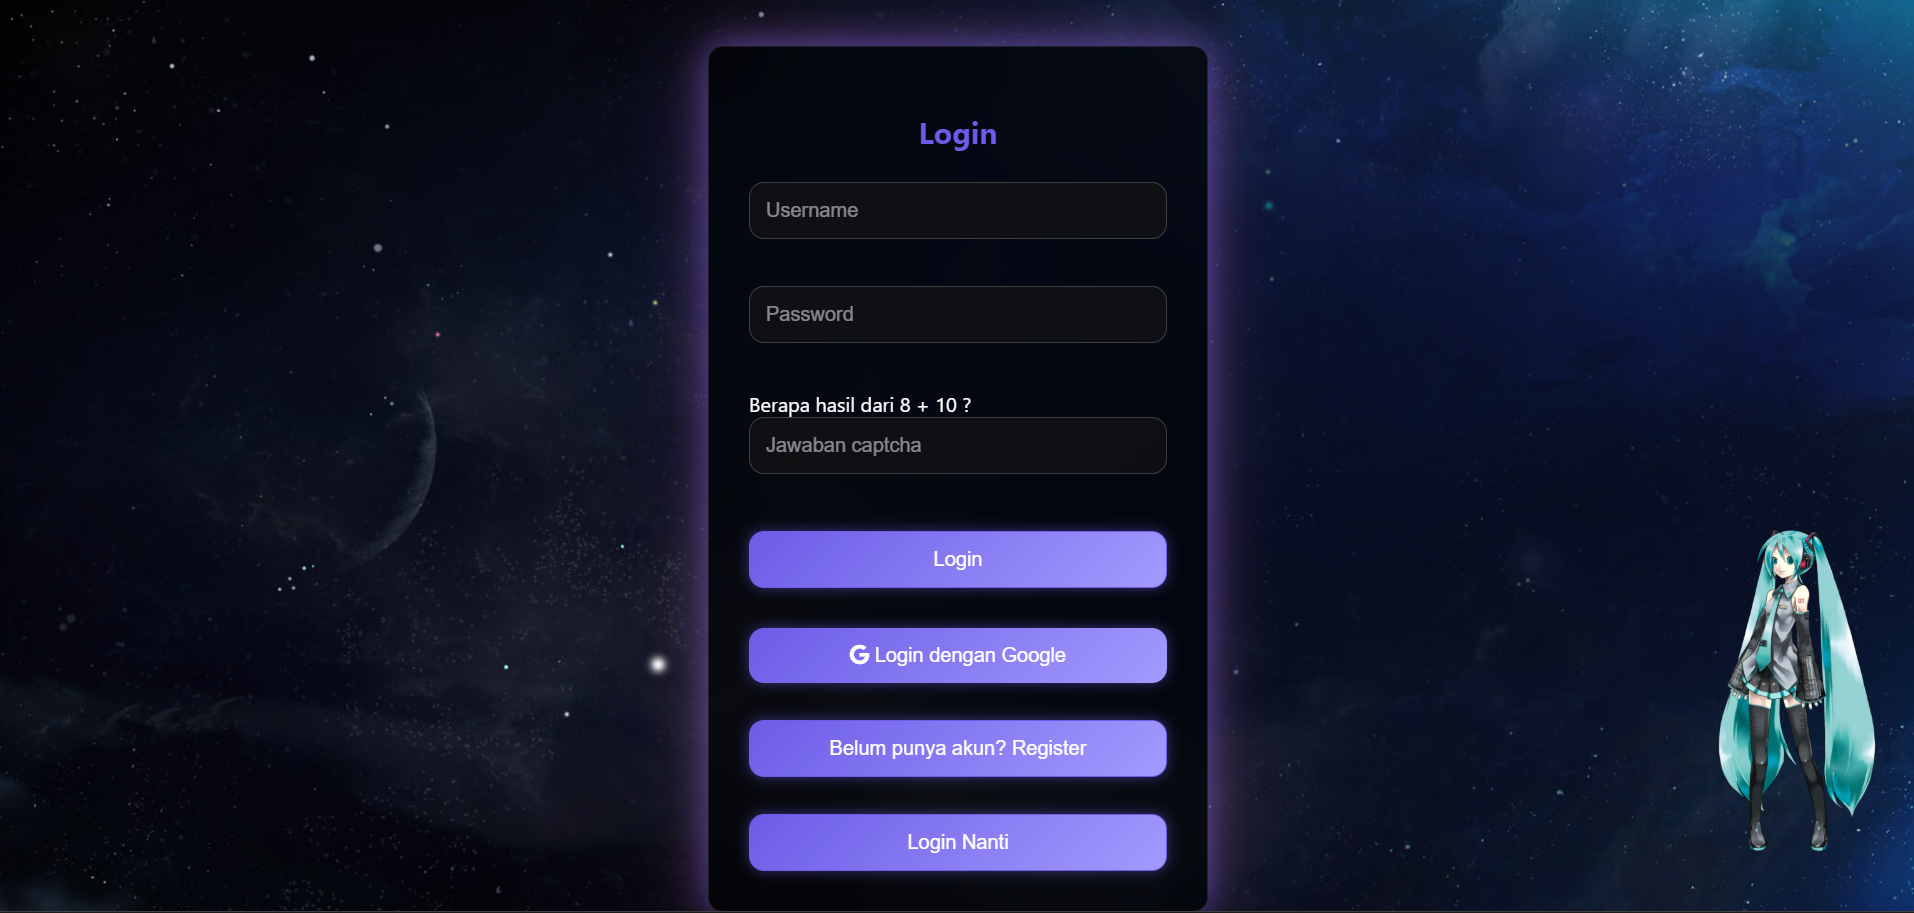 Login
Username
Password
Berapa hasil dari 8 + 10 ?
Jawaban captcha
Login
Login dengan Google
Belum punya akun? Register
Login Nanti